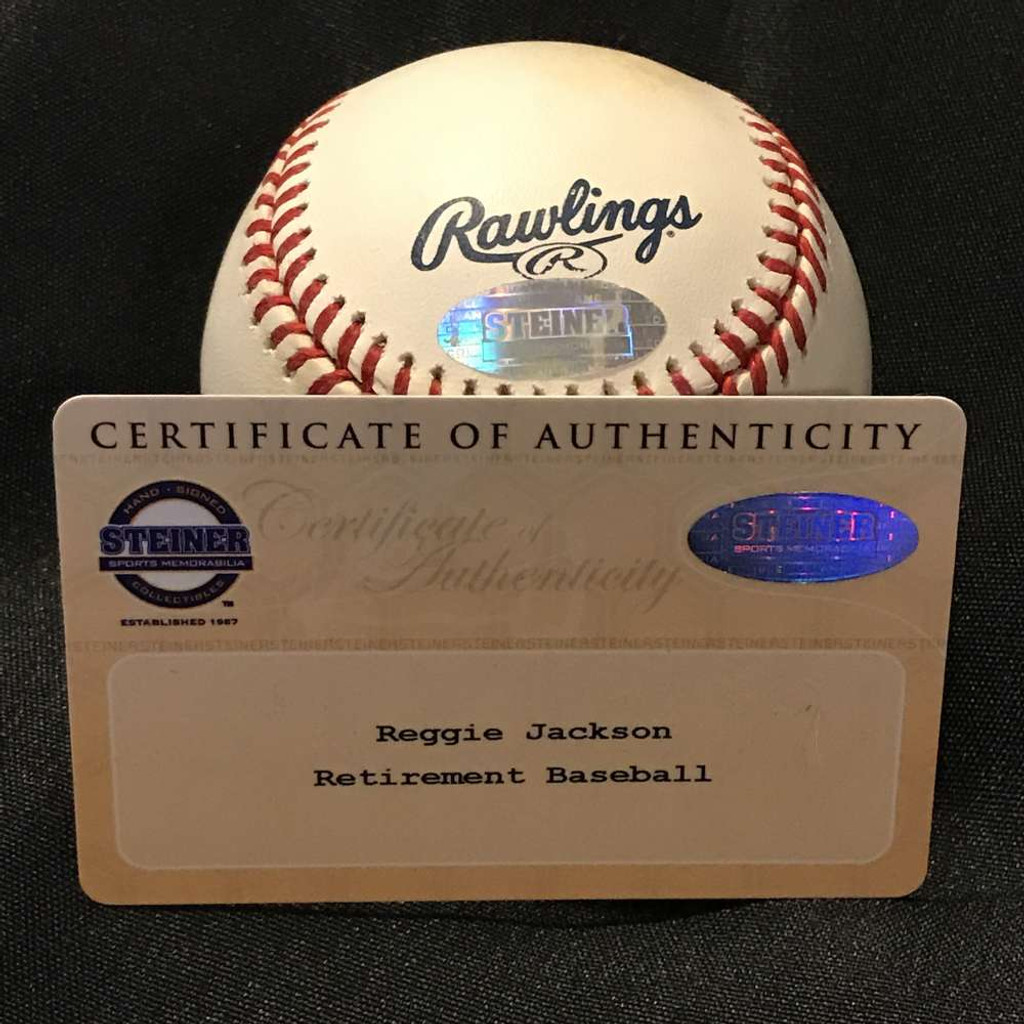 Rawlings
R
STEINER
CERTIFICATE OF AUTHENTICITY
HAND · SIGNED
STEINER
SPORTS MEMORABILIA
COLLECTIBLES
TM
ESTABLISHED 1987
Certificate of
Authenticity
STEINER
SPORTS MEMORABILIA
Reggie Jackson
Retirement Baseball